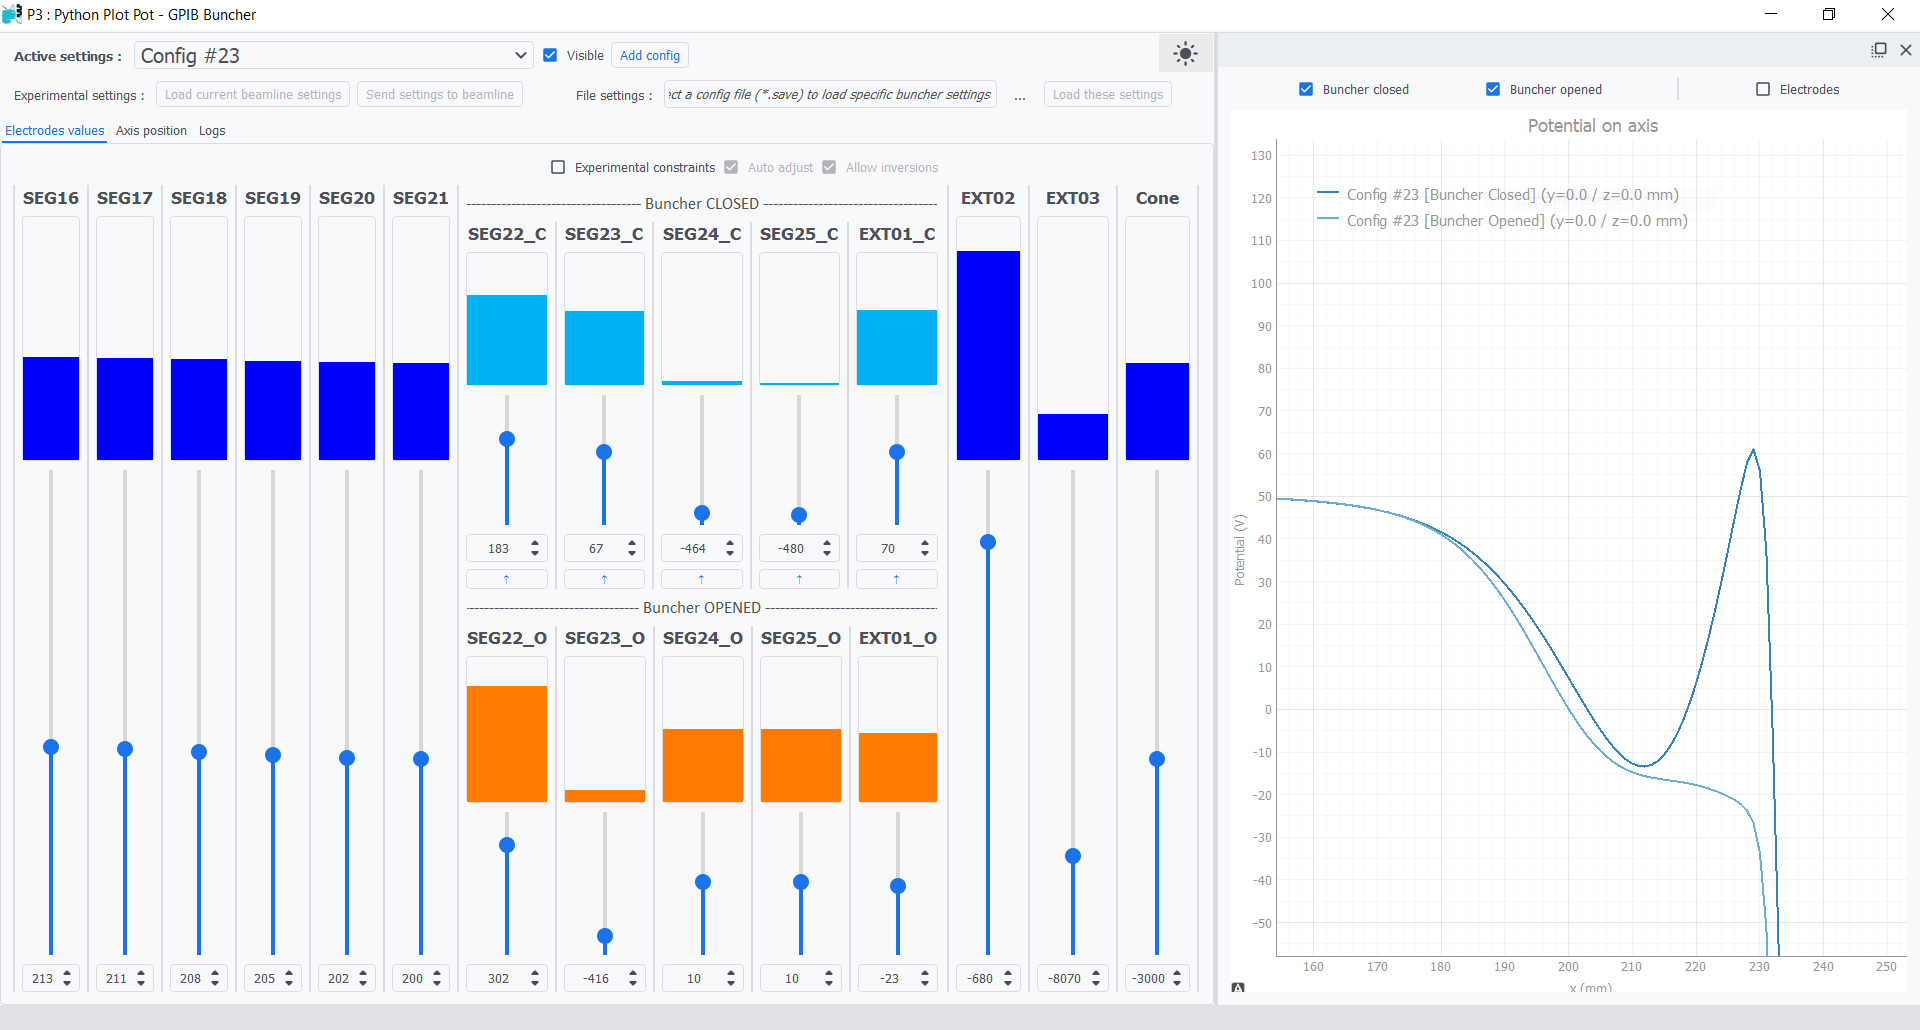 P3 : Python Plot Pot - GPIB Buncher
Active settings : Config #23 Visible Add config
Experimental settings : Load current beamline settings Send settings to beamline File settings : ct a config file (*.save) to load specific buncher settings ... Load these settings
Electrodes values Axis position Logs
Experimental constraints Auto adjust Allow inversions
SEG16 SEG17 SEG18 SEG19 SEG20 SEG21
Buncher CLOSED
SEG22_C SEG23_C SEG24_C SEG25_C EXT01_C
183 67 -464 -480 70
↑ ↑ ↑ ↑ ↑
Buncher OPENED
SEG22_O SEG23_O SEG24_O SEG25_O EXT01_O
EXT02 EXT03 Cone
213 211 208 205 202 200 302 -416 10 10 -23 -680 -8070 -3000
Buncher closed Buncher opened Electrodes
Potential on axis
Config #23 [Buncher Closed] (y=0.0 / z=0.0 mm)
Config #23 [Buncher Opened] (y=0.0 / z=0.0 mm)
Potential (V)
130
120
110
100
90
80
70
60
50
40
30
20
10
0
-10
-20
-30
-40
-50
160 170 180 190 200 210 220 230 240 250
x (mm)
A